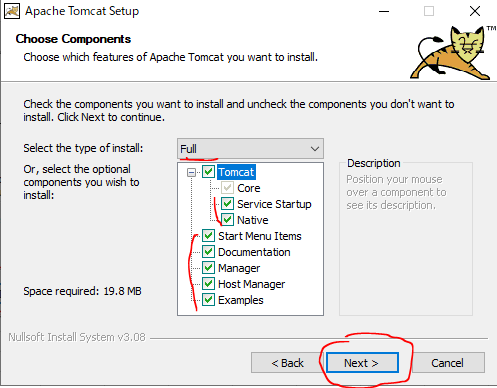 Apache Tomcat Setup
Choose Components
Choose which features of Apache Tomcat you want to install.
TM
Check the components you want to install and uncheck the components you don't want to
install. Click Next to continue.
Select the type of install:
Full
Or, select the optional
components you wish to
install:
Tomcat
Core
Service Startup
Native
Start Menu Items
Documentation
Manager
Host Manager
Examples
Description
Position your mouse
over a component to
see its description.
Space required: 19.8 MB
Nullsoft Install System v3.08
< Back
Next >
Cancel